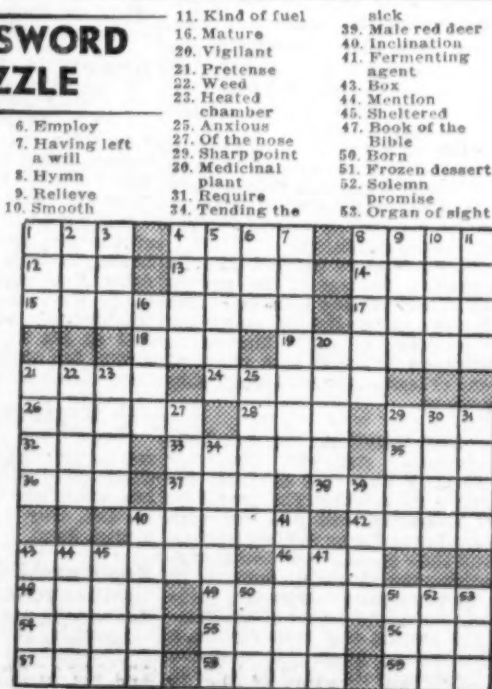 SWORD
ZZLE
6. Employ
7. Having left
a will
8. Hymn
9. Relieve
10. Smooth
11. Kind of fuel
16. Mature
20. Vigilant
21. Pretense
22. Weed
23. Heated
chamber
25. Anxious
27. Of the nose
29. Sharp point
30. Medicinal
plant
31. Require
34. Tending the
sick
39. Male red deer
40. Inclination
41. Fermenting
agent
43. Box
44. Mention
45. Sheltered
47. Book of the
Bible
50. Born
51. Frozen dessert
52. Solemn
promise
53. Organ of sight
1 2 3 4 5 6 7 8 9 10 11
12 13 14
15 16 17
18 19 20
21 22 23 24 25
26 27 28 29 30 31
32 33 34 35
36 37 38 39
40 41 42
43 44 45 46 47
48 49 50 51 52 53
54 55 56
57 58 59